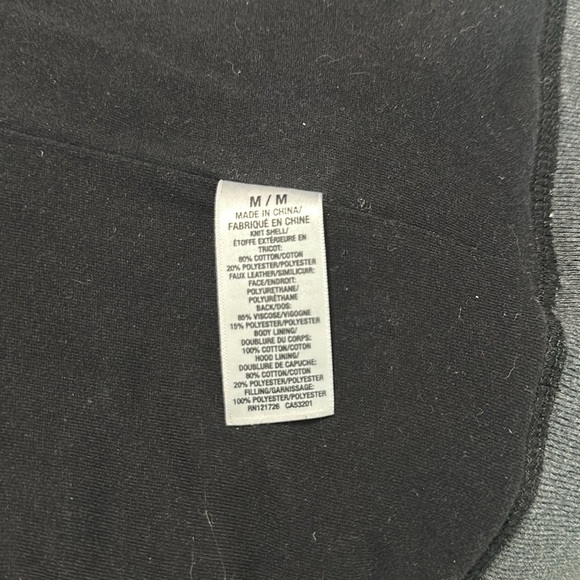 M / M
MADE IN CHINA/
FABRIQUÉ EN CHINE
KNIT SHELL/
ÉTOFFE EXTÉRIEURE EN
TRICOT:
80% COTTON/COTON
20% POLYESTER/POLYESTER
FAUX LEATHER/SIMILICUIR:
FACE/ENDROIT:
POLYURETHANE/
POLYURÉTHANE
BACK/DOS:
85% VISCOSE/VISCOGNE
15% POLYESTER/POLYESTER
BODY LINING/
DOUBLURE DU CORPS:
100% COTTON/COTON
HOOD LINING/
DOUBLURE DE CAPUCHE:
80% COTTON/COTON
20% POLYESTER/POLYESTER
FILLING/GARNISSAGE:
100% POLYESTER/POLYESTER
RN121726 CA53201